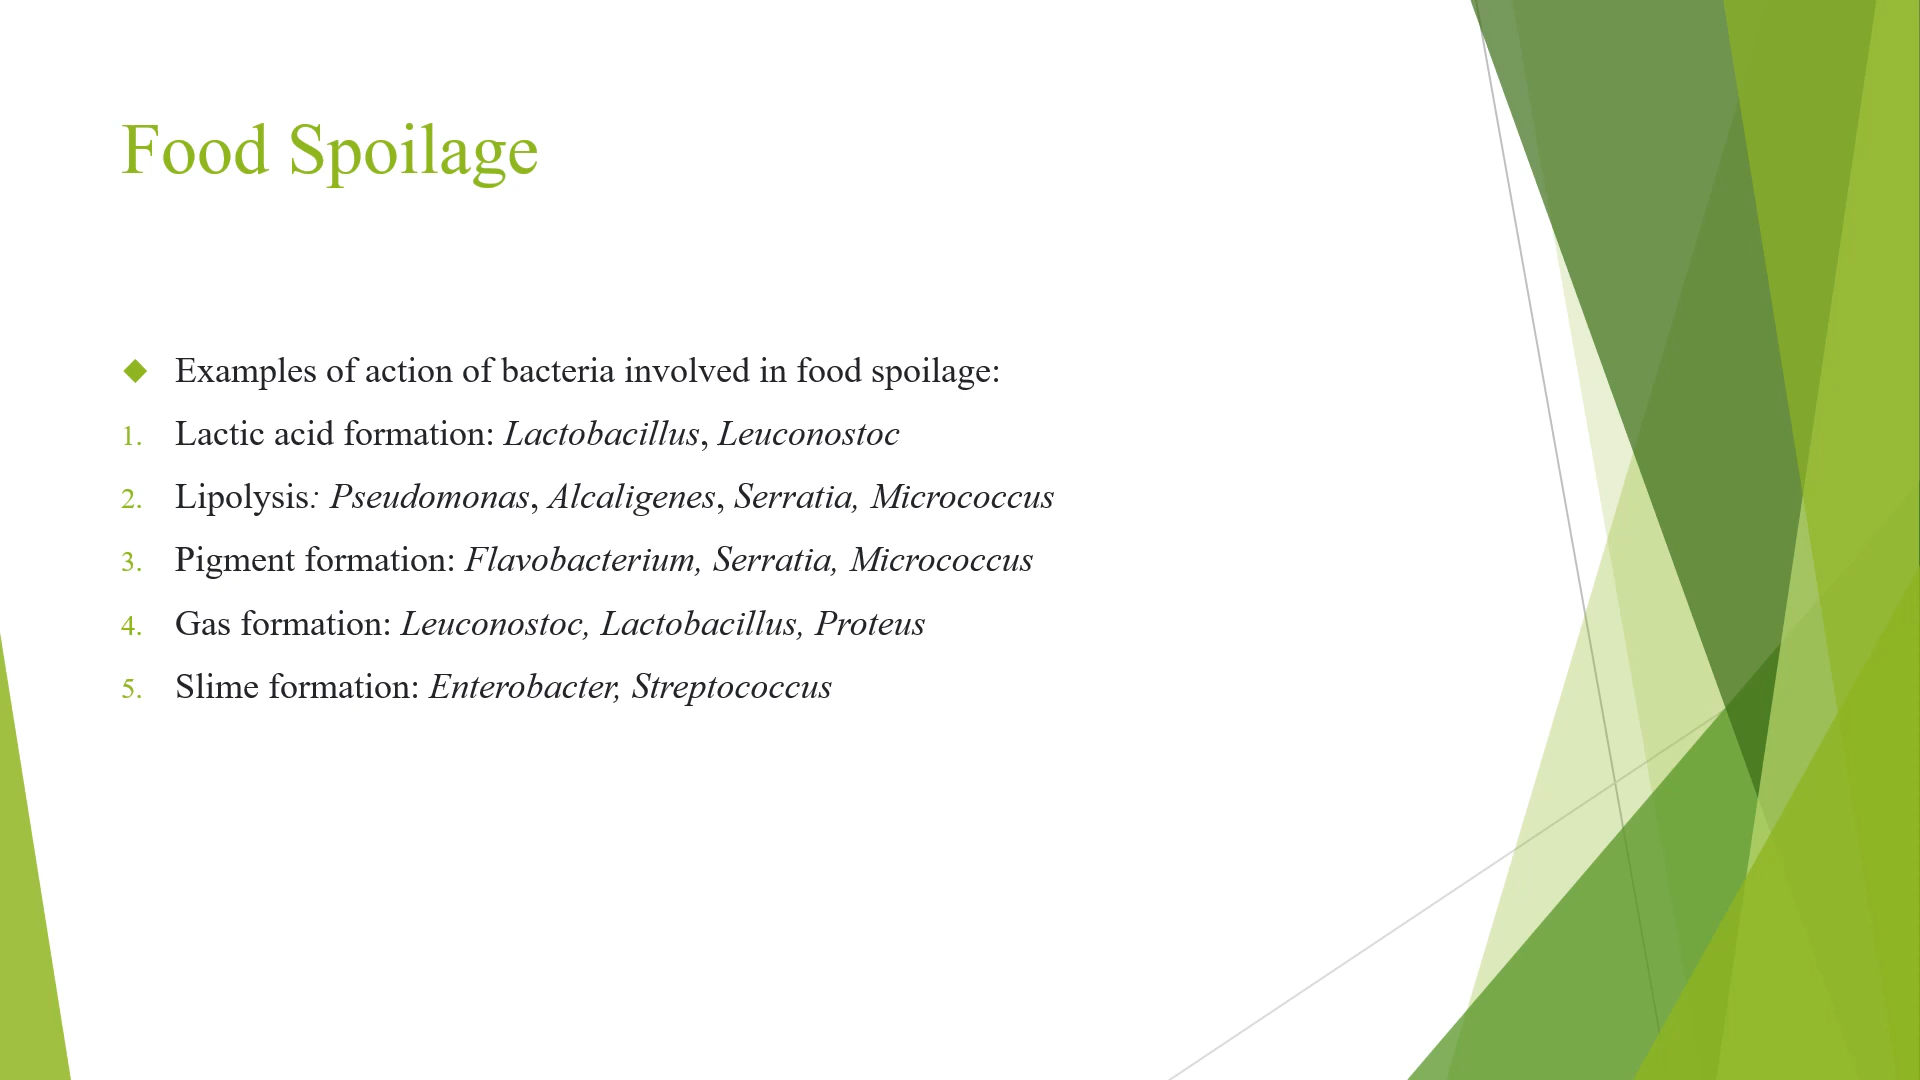 Food Spoilage
◆ Examples of action of bacteria involved in food spoilage:
1. Lactic acid formation: Lactobacillus, Leuconostoc
2. Lipolysis: Pseudomonas, Alcaligenes, Serratia, Micrococcus
3. Pigment formation: Flavobacterium, Serratia, Micrococcus
4. Gas formation: Leuconostoc, Lactobacillus, Proteus
5. Slime formation: Enterobacter, Streptococcus